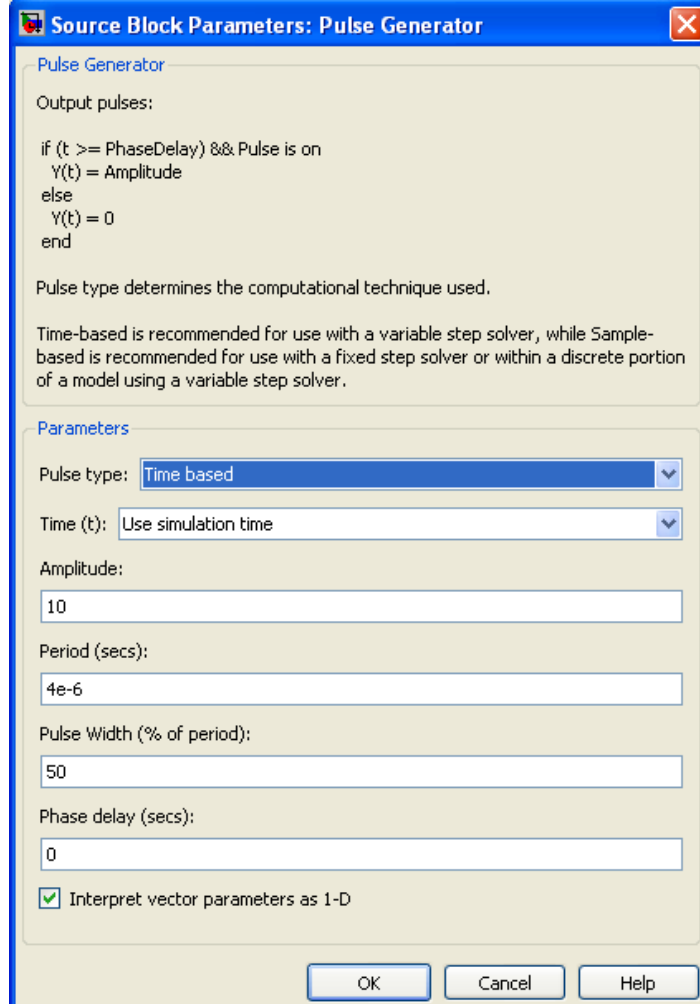 Source Block Parameters: Pulse Generator
Pulse Generator
Output pulses:
if (t >= PhaseDelay) && Pulse is on
Y(t) = Amplitude
else
Y(t) = 0
end
Pulse type determines the computational technique used.
Time-based is recommended for use with a variable step solver, while Sample-
based is recommended for use with a fixed step solver or within a discrete portion
of a model using a variable step solver.
Parameters
Pulse type: Time based
Time (t): Use simulation time
Amplitude:
10
Period (secs):
4e-6
Pulse Width (% of period):
50
Phase delay (secs):
0
Interpret vector parameters as 1-D
OK Cancel Help